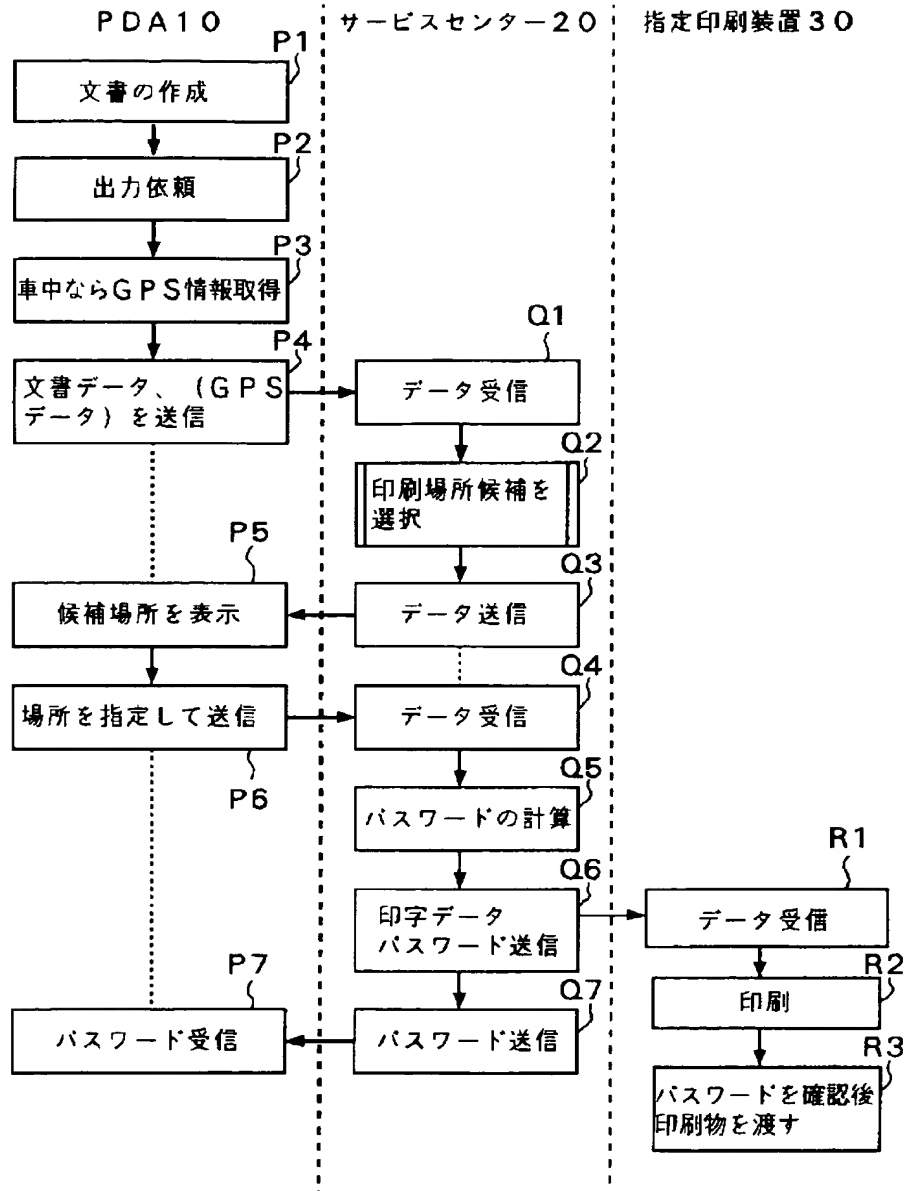 PDA10
サービスセンター20
指定印刷装置30
P1
文書の作成
P2
出力依頼
P3
車中ならGPS情報取得
P4
文書データ、(GPS
データ)を送信
Q1
データ受信
Q2
印刷場所候補を
選択
P5
候補場所を表示
Q3
データ送信
場所を指定して送信
P6
Q4
データ受信
Q5
パスワードの計算
Q6
印字データ
パスワード送信
R1
データ受信
R2
印刷
P7
パスワード受信
Q7
パスワード送信
R3
パスワードを確認後
印刷物を渡す